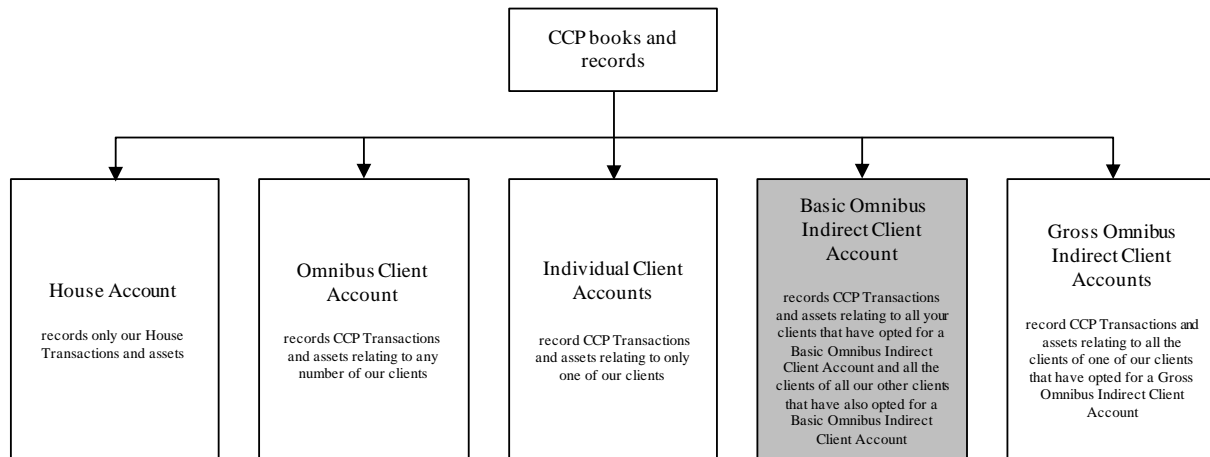 CCP books and
records
House Account
records only our House
Transactions and assets
Omnibus Client
Account
records CCP Transactions
and assets relating to any
number of our clients
Individual Client
Accounts
record CCP Transactions
and assets relating to only
one of our clients
Basic Omnibus
Indirect Client
Account
records CCP Transactions
and assets relating to all your
clients that have opted for a
Basic Omnibus Indirect
Client Account and all the
clients of all our other clients
that have also opted for a
Basic Omnibus Indirect
Client Account
Gross Omnibus
Indirect Client
Accounts
record CCP Transactions and
assets relating to all the
clients of one of our clients
that have opted for a Gross
Omnibus Indirect Client
Account